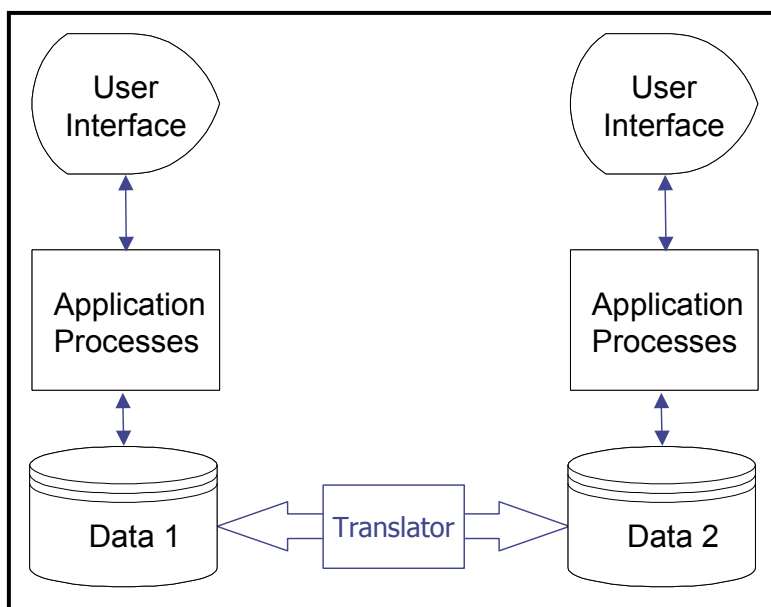 User
Interface
User
Interface
Application
Processes
Application
Processes
Data 1
Translator
Data 2